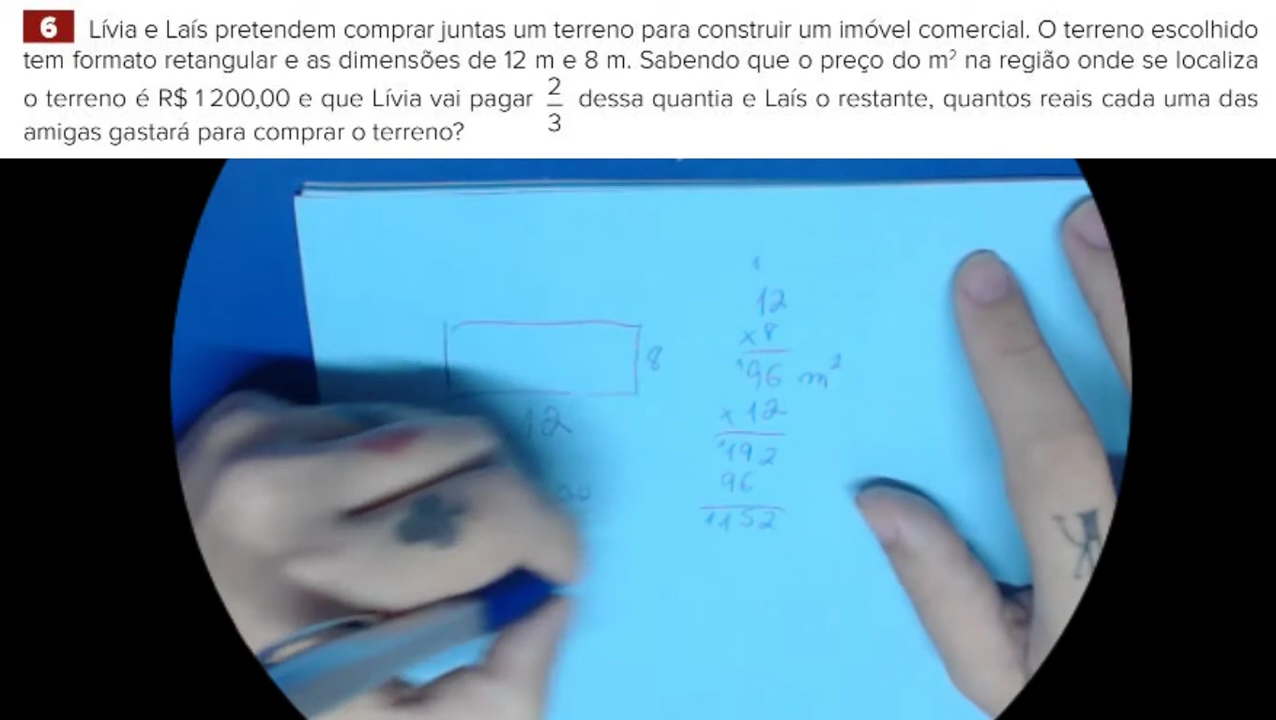 6 Lívia e Laís pretendem comprar juntas um terreno para construir um imóvel comercial. O terreno escolhido
tem formato retangular e as dimensões de 12 m e 8 m. Sabendo que o preço do m² na região onde se localiza
o terreno é R$ 1 200,00 e que Lívia vai pagar 2/3 dessa quantia e Laís o restante, quantos reais cada uma das
amigas gastará para comprar o terreno?
8
12
1
12
x 8
96 m²
x 12
192
96
1152